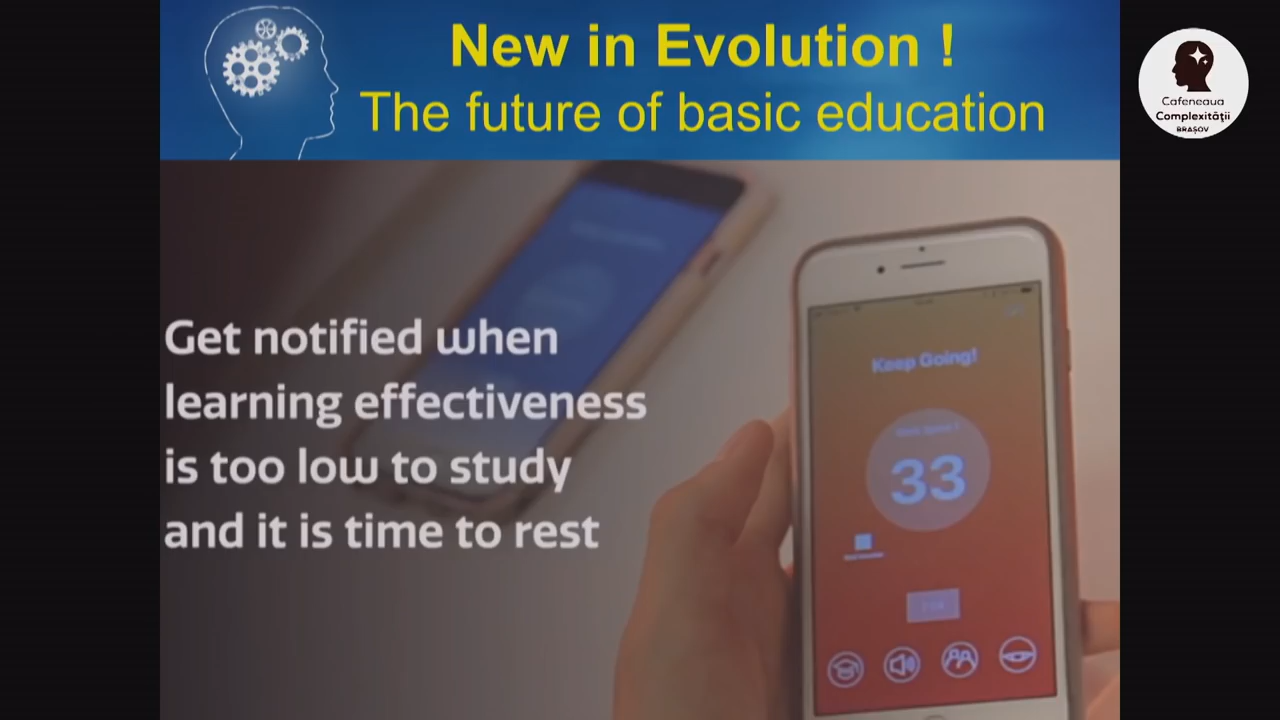 New in Evolution !
The future of basic education
Cafeneaua
Complexităţii
BRAȘOV
Get notified when
learning effectiveness
is too low to study
and it is time to rest
Keep Going!
33